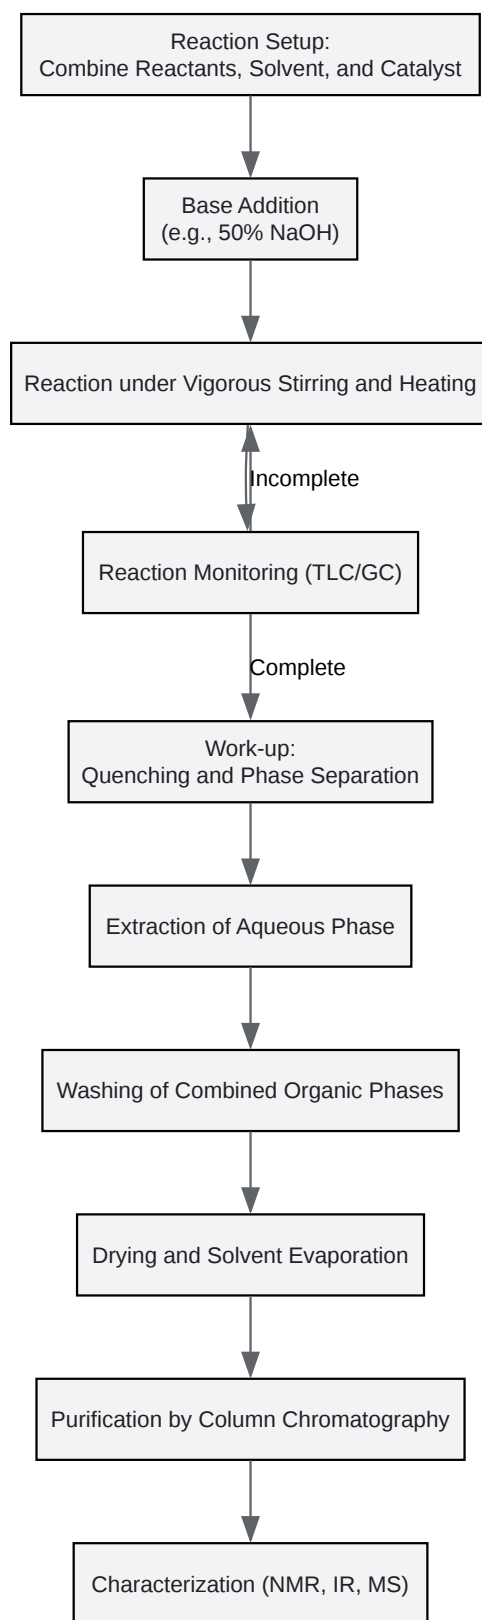 Reaction Setup:
Combine Reactants, Solvent, and Catalyst
Base Addition
(e.g., 50% NaOH)
Reaction under Vigorous Stirring and Heating
Incomplete
Reaction Monitoring (TLC/GC)
Complete
Work-up:
Quenching and Phase Separation
Extraction of Aqueous Phase
Washing of Combined Organic Phases
Drying and Solvent Evaporation
Purification by Column Chromatography
Characterization (NMR, IR, MS)